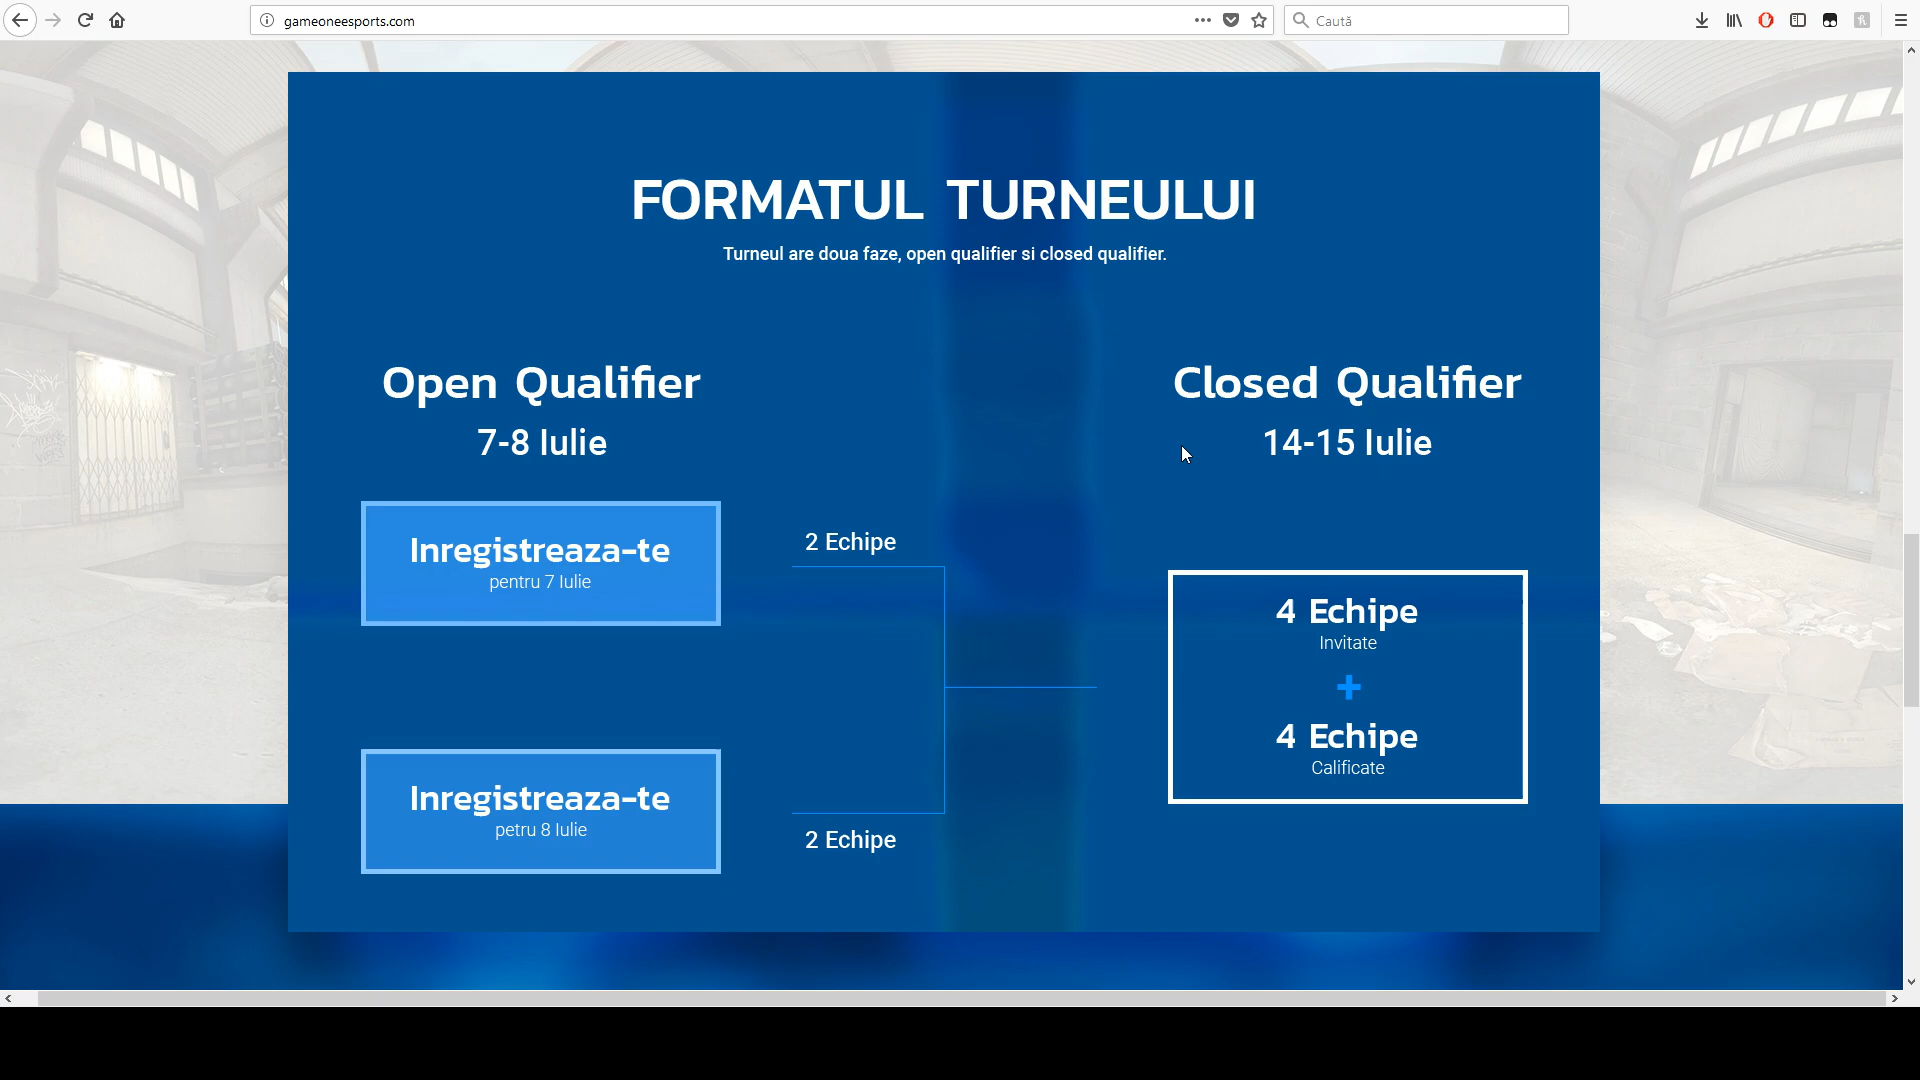 gameoneesports.com
Caută
FORMATUL TURNEULUI
Turneul are doua faze, open qualifier si closed qualifier.
Open Qualifier
7-8 Iulie
Inregistreaza-te
pentru 7 Iulie
Inregistreaza-te
petru 8 Iulie
2 Echipe
2 Echipe
Closed Qualifier
14-15 Iulie
4 Echipe
Invitate
+
4 Echipe
Calificate